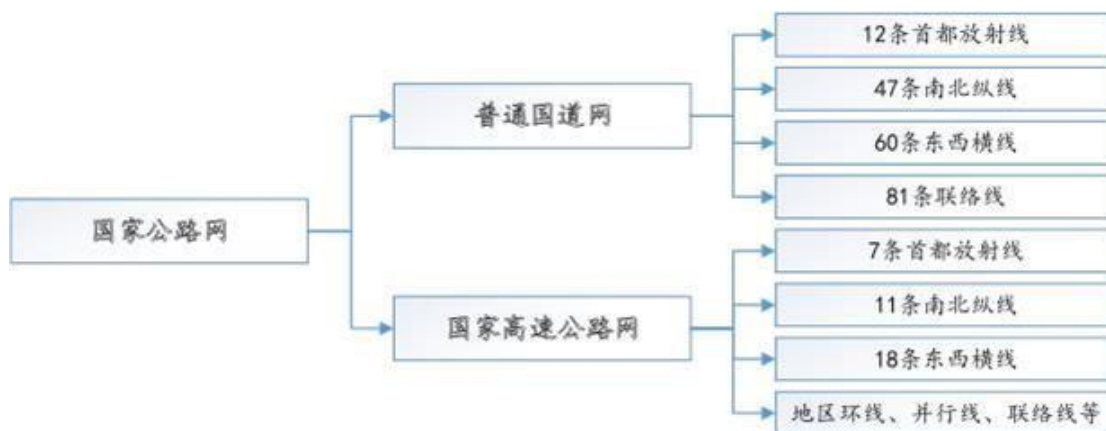 国家公路网
普通国道网
12条首都放射线
47条南北纵线
60条东西横线
81条联络线
国家高速公路网
7条首都放射线
11条南北纵线
18条东西横线
地区环线、并行线、联络线等